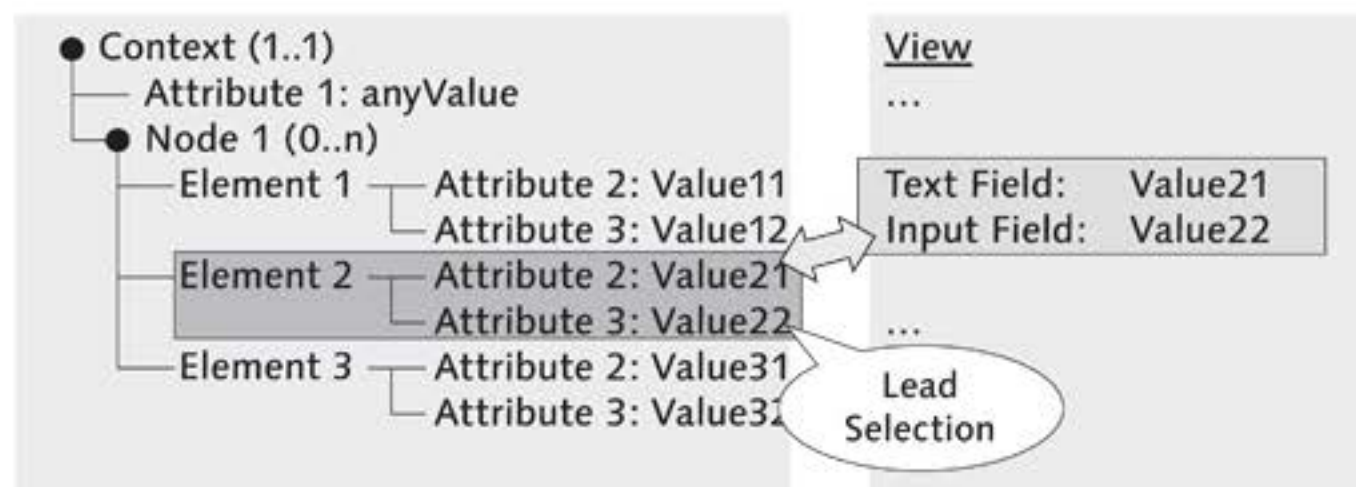 Context (1..1)
Attribute 1: anyValue
Node 1 (0..n)
Element 1 Attribute 2: Value11
Attribute 3: Value12
Element 2 Attribute 2: Value21
Attribute 3: Value22
Element 3 Attribute 2: Value31
Attribute 3: Value32
View
...
Text Field: Value21
Input Field: Value22
...
Lead
Selection